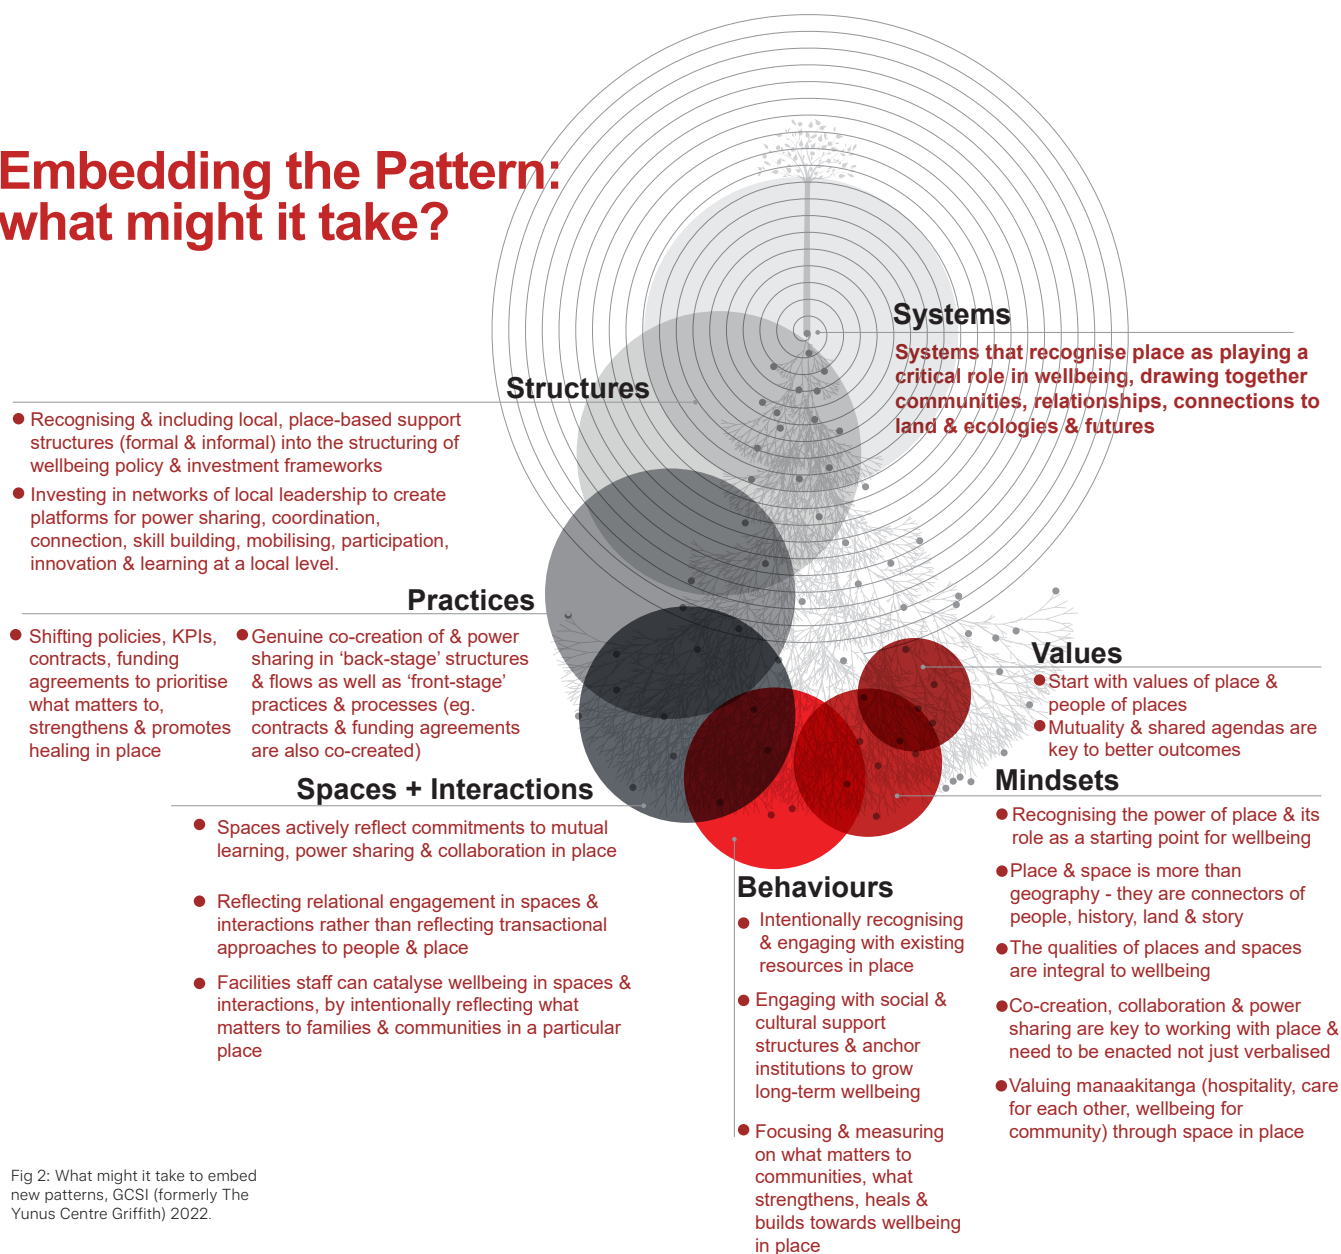 Embedding the Pattern:
what might it take?
Systems
Systems that recognise place as playing a
critical role in wellbeing, drawing together
communities, relationships, connections to
land & ecologies & futures
Structures
Recognising & including local, place-based support
structures (formal & informal) into the structuring of
wellbeing policy & investment frameworks
Investing in networks of local leadership to create
platforms for power sharing, coordination,
connection, skill building, mobilising, participation,
innovation & learning at a local level.
Practices
Shifting policies, KPIs,
contracts, funding
agreements to prioritise
what matters to,
strengthens & promotes
healing in place
Genuine co-creation of & power
sharing in ‘back-stage’ structures
& flows as well as ‘front-stage’
practices & processes (eg.
contracts & funding agreements
are also co-created)
Values
Start with values of place &
people of places
Mutuality & shared agendas are
key to better outcomes
Spaces + Interactions
Spaces actively reflect commitments to mutual
learning, power sharing & collaboration in place
Reflecting relational engagement in spaces &
interactions rather than reflecting transactional
approaches to people & place
Facilities staff can catalyse wellbeing in spaces &
interactions, by intentionally reflecting what
matters to families & communities in a particular
place
Mindsets
Recognising the power of place & its
role as a starting point for wellbeing
Place & space is more than
geography - they are connectors of
people, history, land & story
The qualities of places and spaces
are integral to wellbeing
Co-creation, collaboration & power
sharing are key to working with place &
need to be enacted not just verbalised
Valuing manaakitanga (hospitality, care
for each other, wellbeing for
community) through space in place
Behaviours
Intentionally recognising
& engaging with existing
resources in place
Engaging with social &
cultural support
structures & anchor
institutions to grow
long-term wellbeing
Focusing & measuring
on what matters to
communities, what
strengthens, heals &
builds towards wellbeing
in place
Fig 2: What might it take to embed
new patterns, GCSI (formerly The
Yunus Centre Griffith) 2022.